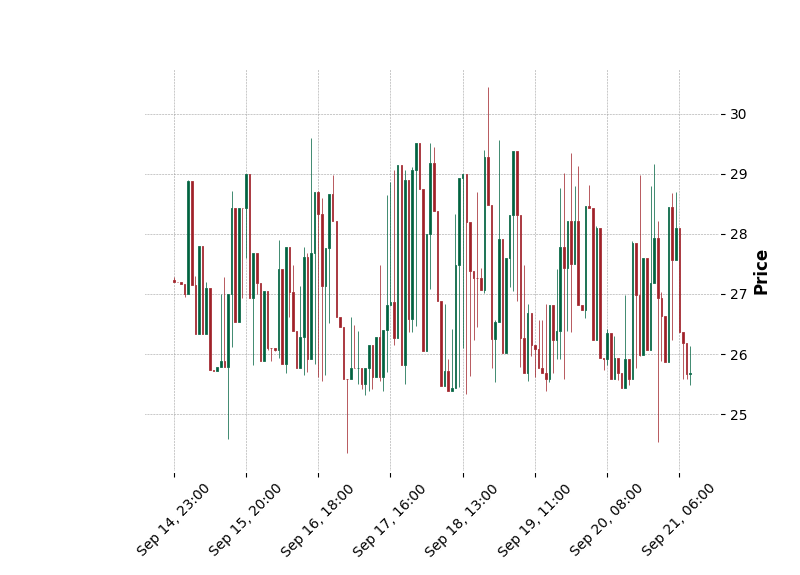 30
29
28
27
26
25
Price
Sep 14, 23:00
Sep 15, 20:00
Sep 16, 18:00
Sep 17, 16:00
Sep 18, 13:00
Sep 19, 11:00
Sep 20, 08:00
Sep 21, 06:00